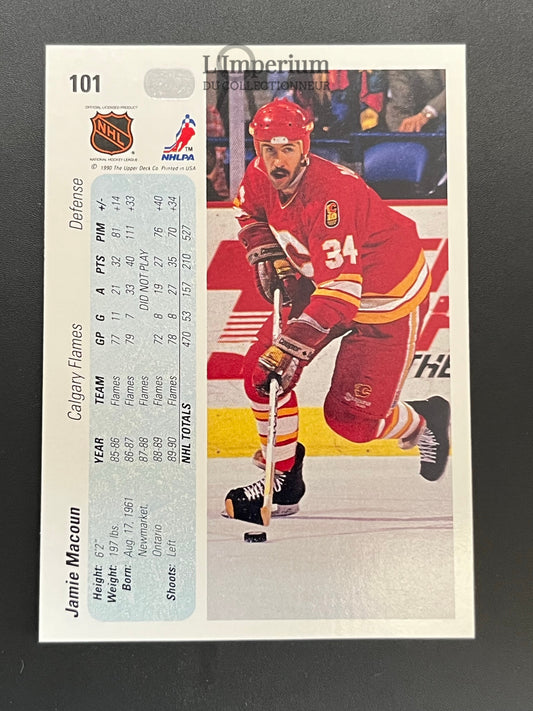 L'Imperium
DU COLLECTIONNEUR
101
OFFICIAL LICENSED PRODUCT
NHL
NATIONAL HOCKEY LEAGUE
NHLPA
TM
© 1990 The Upper Deck Co. Printed in USA
Jamie Macoun Calgary Flames Defense
Height: 6'2"
Weight: 197 lbs.
Born: Aug 17, 1961
Newmarket,
Ontario
Shoots: Left
YEAR TEAM GP G A PTS PIM +/-
85-86 Flames 77 11 21 32 81 +14
86-87 Flames 79 7 33 40 111 +33
87-88 DID NOT PLAY
88-89 Flames 72 8 19 27 76 +40
89-90 Flames 78 8 27 35 70 +34
NHL TOTALS 470 53 157 210 527
34
THE